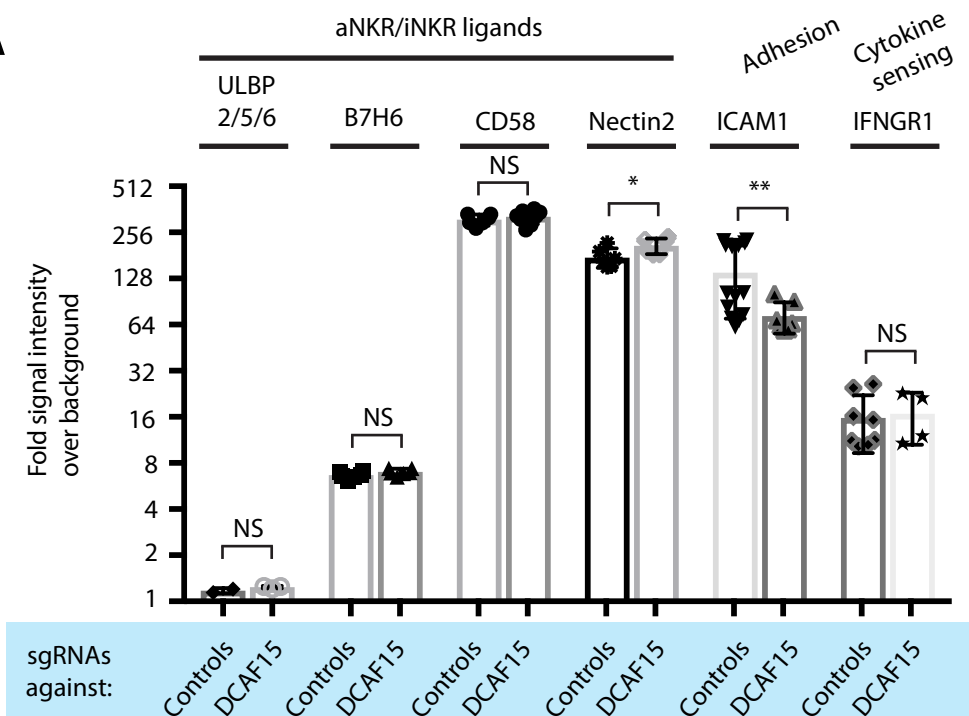 A
aNKR/iNKR ligands
Adhesion
Cytokine
sensing
ULBP
2/5/6
B7H6
CD58
Nectin2
ICAM1
IFNGR1
Fold signal intensity
over background
512
256
128
64
32
16
8
4
2
1
NS
NS
NS
*
**
NS
sgRNAs
against:
Controls
DCAF15
Controls
DCAF15
Controls
DCAF15
Controls
DCAF15
Controls
DCAF15
Controls
DCAF15